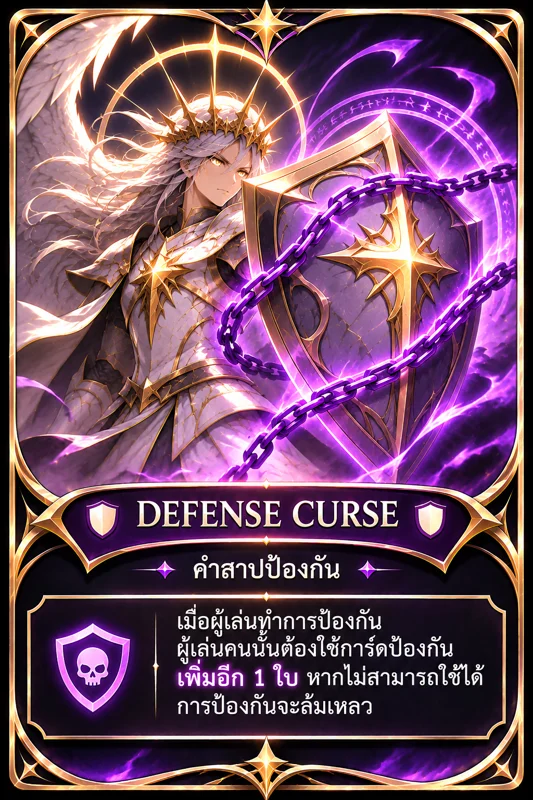 DEFENSE CURSE
คำสาปป้องกัน
เมื่อผู้เล่นทำการป้องกัน
ผู้เล่นคนนั้นต้องใช้การ์ดป้องกัน
เพิ่มอีก 1 ใบ หากไม่สามารถใช้ได้
การป้องกันจะล้มเหลว